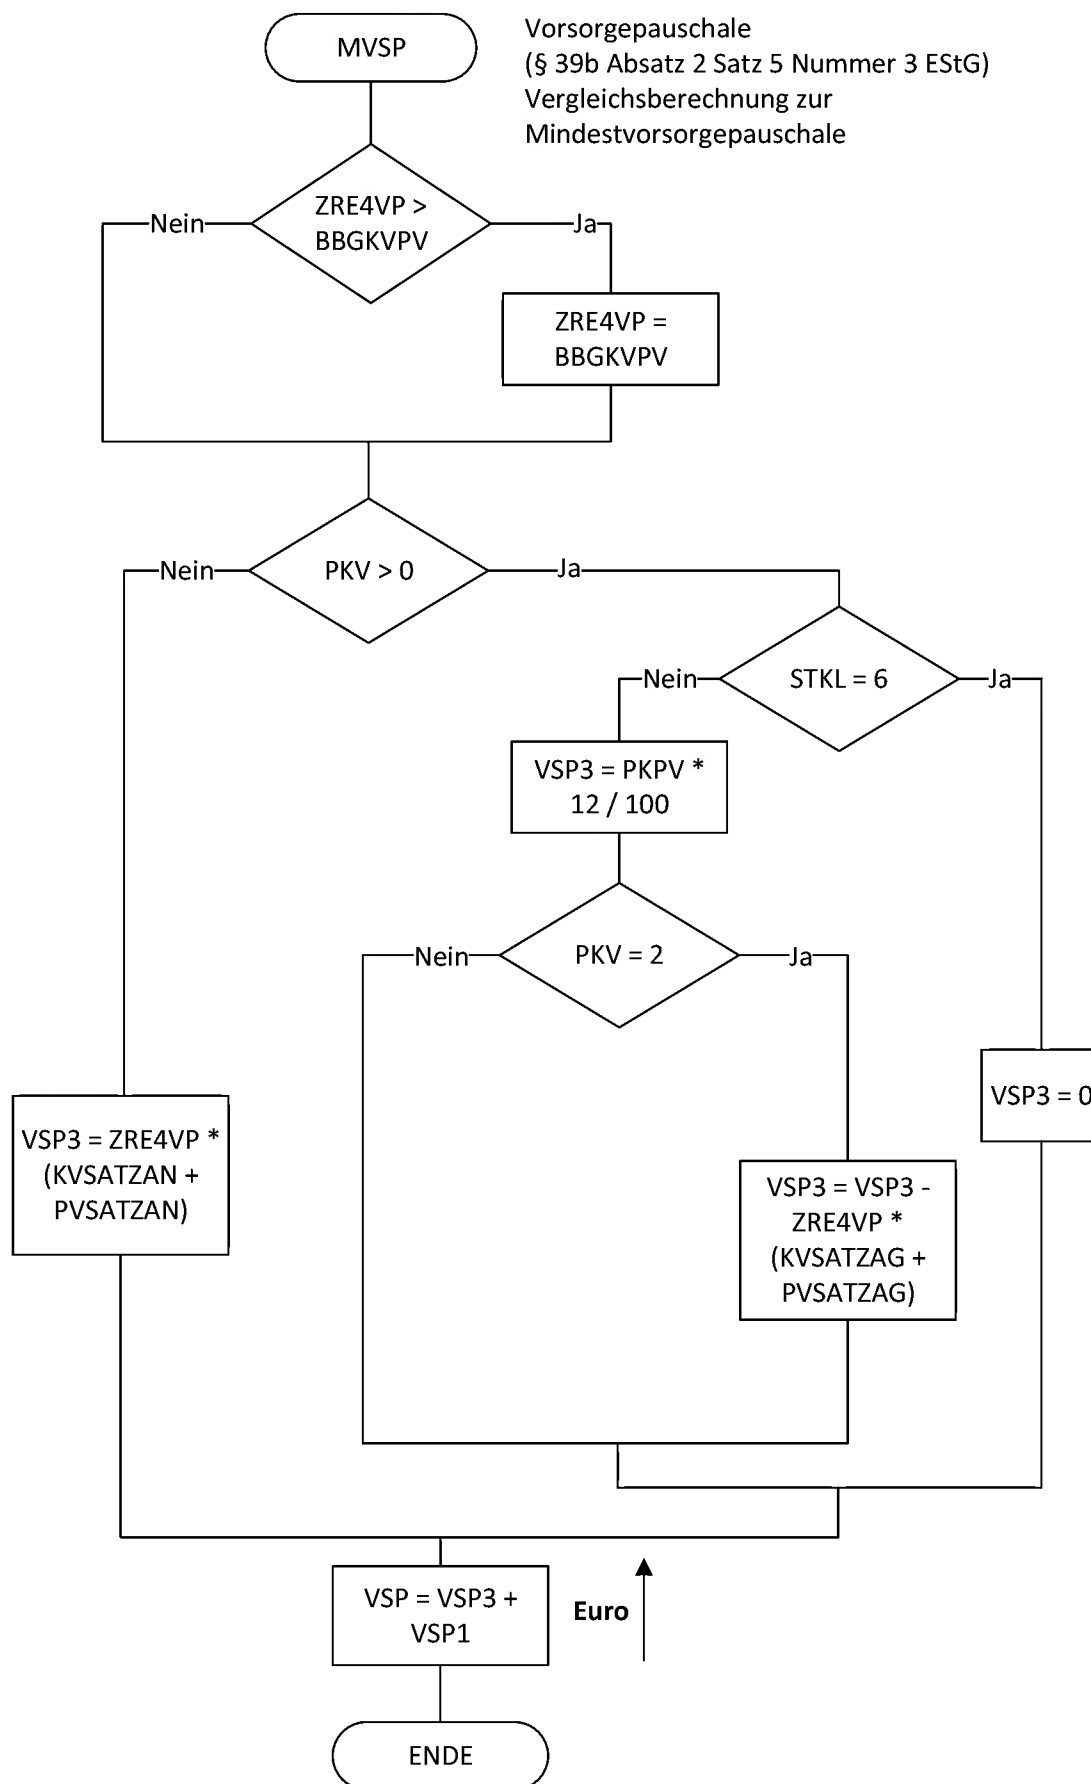 MVSP
Vorsorgepauschale
(§ 39b Absatz 2 Satz 5 Nummer 3 EStG)
Vergleichsberechnung zur
Mindestvorsorgepauschale
ZRE4VP >
BBGKVPV
Nein
Ja
ZRE4VP =
BBGKVPV
PKV > 0
Nein
Ja
STKL = 6
Nein
Ja
VSP3 = PKPV *
12 / 100
PKV = 2
Nein
Ja
VSP3 = 0
VSP3 = ZRE4VP *
(KVSATZAN +
PVSATZAN)
VSP3 = VSP3 -
ZRE4VP *
(KVSATZAG +
PVSATZAG)
VSP = VSP3 +
VSP1
Euro
ENDE